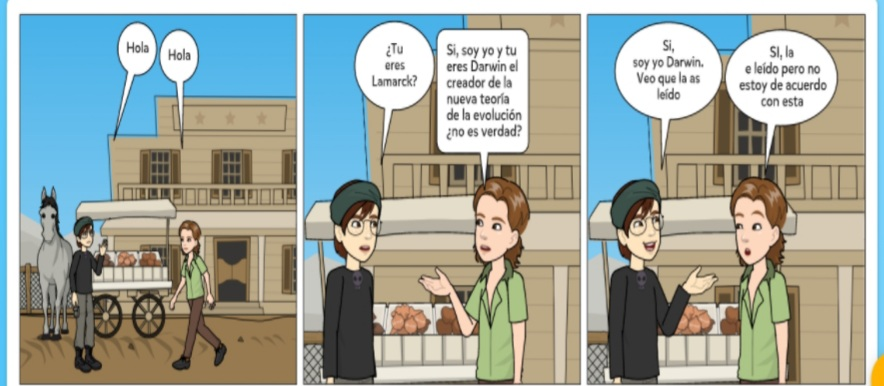 Hola
Hola
¿Tu
eres
Lamarck?
Si, soy yo y tu
eres Darwin el
creador de la
nueva teoría
de la evolución
¿no es verdad?
Si,
soy yo Darwin.
Veo que la as
leído
SI, la
e leído pero no
estoy de acuerdo
con esta